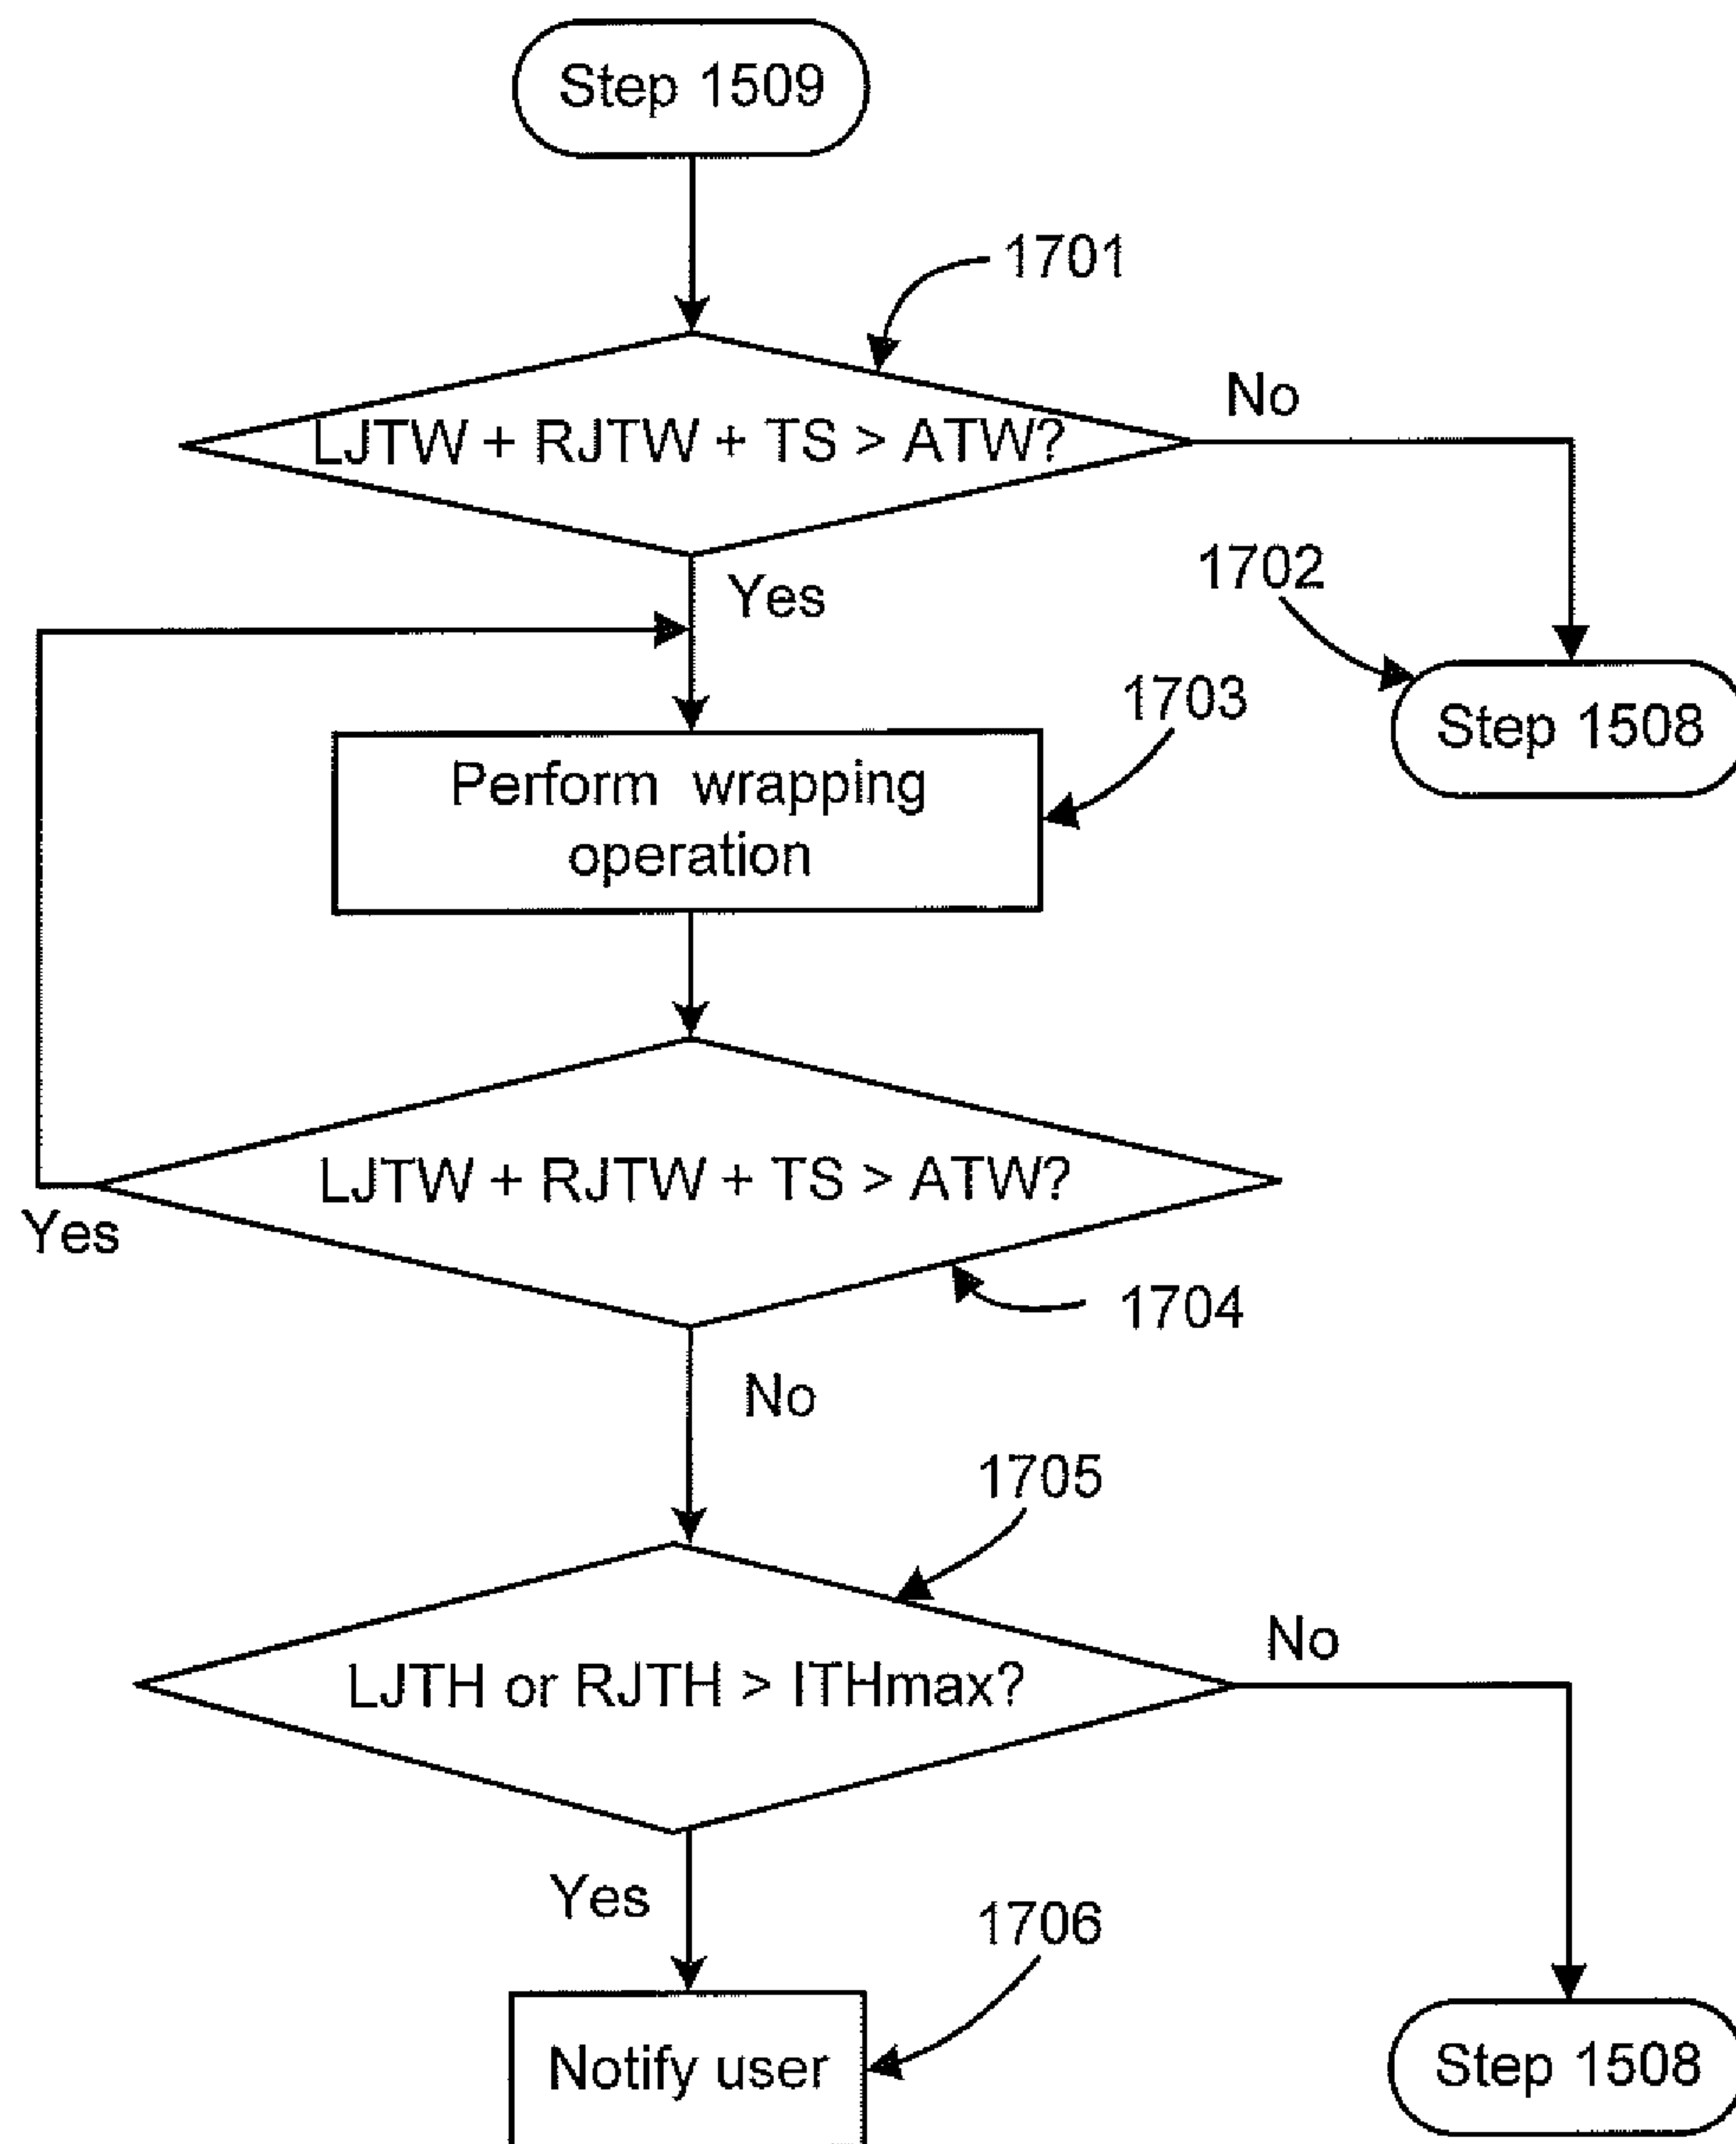 Step 1509
1701
LJTW + RJTW + TS > ATW?
No
Yes
1702
Step 1508
1703
Perform wrapping
operation
LJTW + RJTW + TS > ATW?
Yes
1704
No
1705
LJTH or RJTH > ITHmax?
No
Yes
1706
Notify user
Step 1508